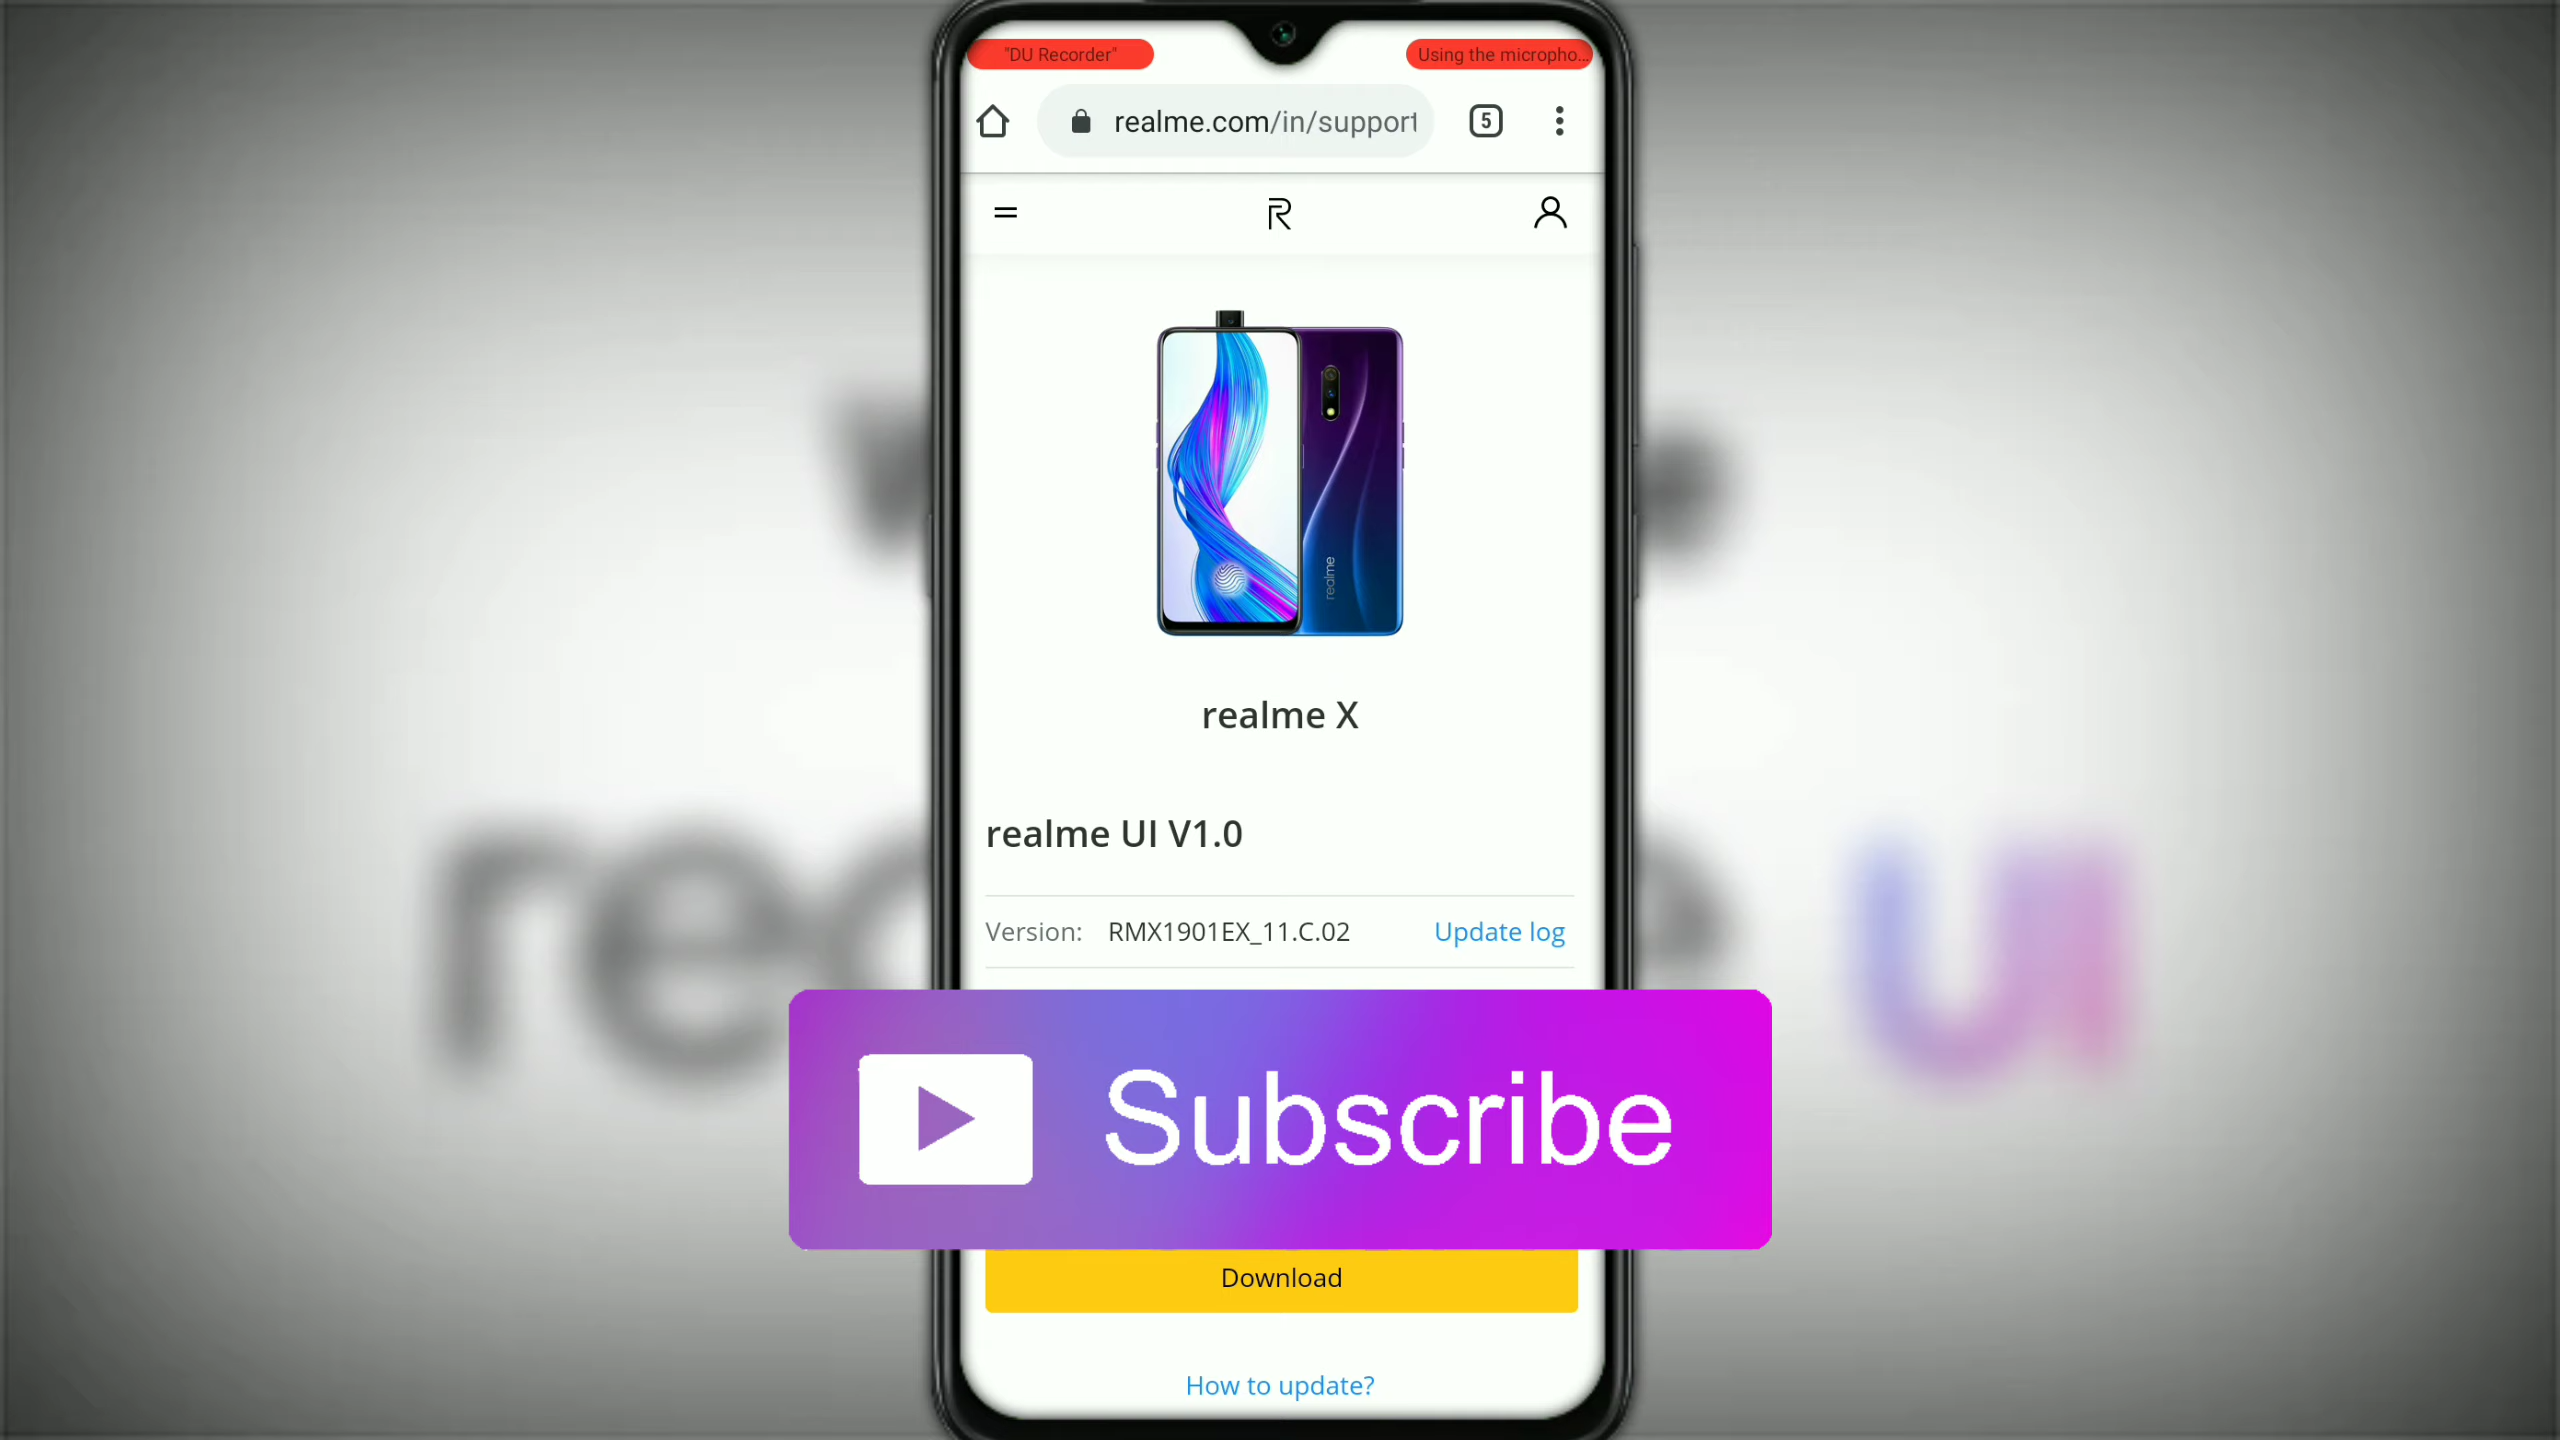 "DU Recorder"
Using the micropho...
realme.com/in/support
5
realme
realme X
realme UI V1.0
Version: RMX1901EX_11.C.02 Update log
Subscribe
Download
How to update?